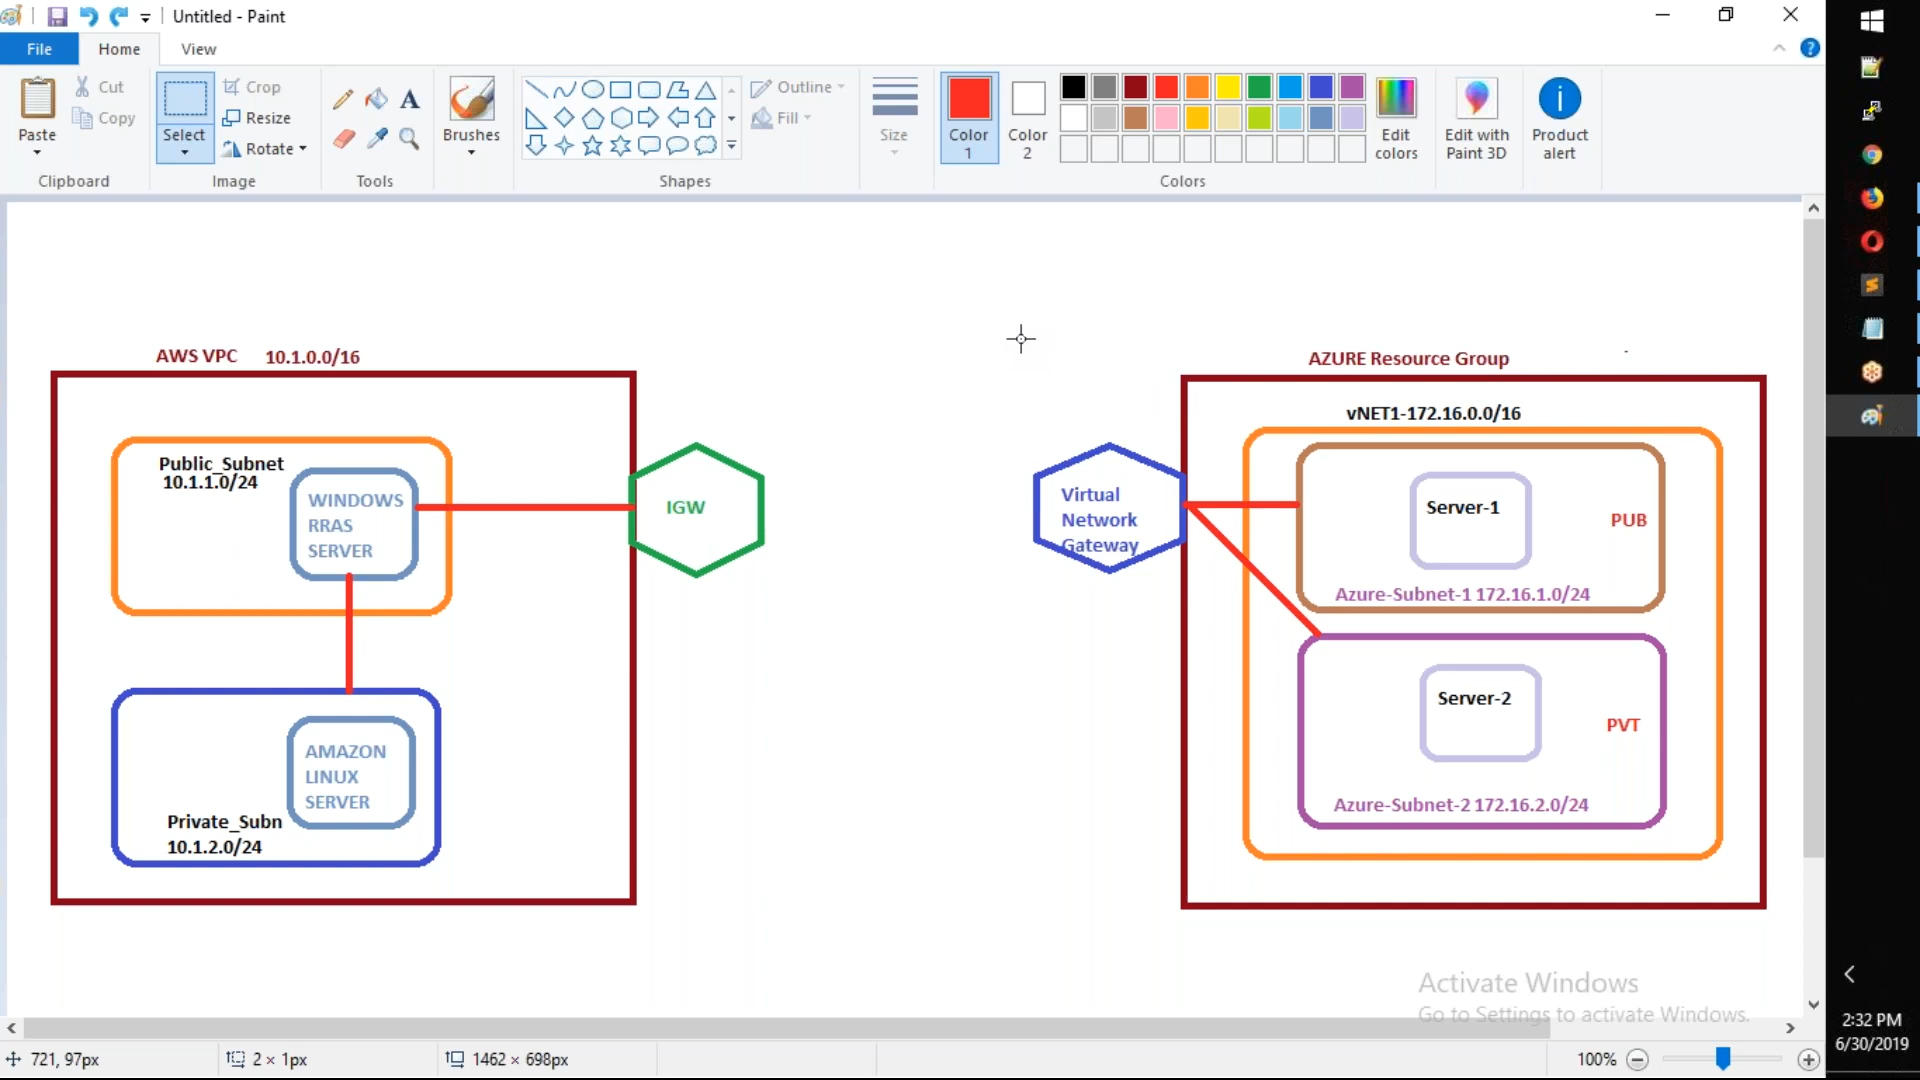 Untitled - Paint
File
Home
View
Paste
Cut
Copy
Clipboard
Select
Crop
Resize
Rotate
Image
A
Tools
Brushes
Shapes
Outline
Fill
Size
Color 1
Color 2
Colors
Edit colors
Edit with Paint 3D
Product alert
AWS VPC 10.1.0.0/16
Public_Subnet
10.1.1.0/24
WINDOWS
RRAS
SERVER
IGW
AMAZON
LINUX
SERVER
Private_Subn
10.1.2.0/24
Virtual
Network
Gateway
AZURE Resource Group
vNET1-172.16.0.0/16
Server-1
PUB
Azure-Subnet-1 172.16.1.0/24
Server-2
PVT
Azure-Subnet-2 172.16.2.0/24
Activate Windows
Go to Settings to activate Windows.
721, 97px
2 × 1px
1462 × 698px
100%
2:32 PM
6/30/2019